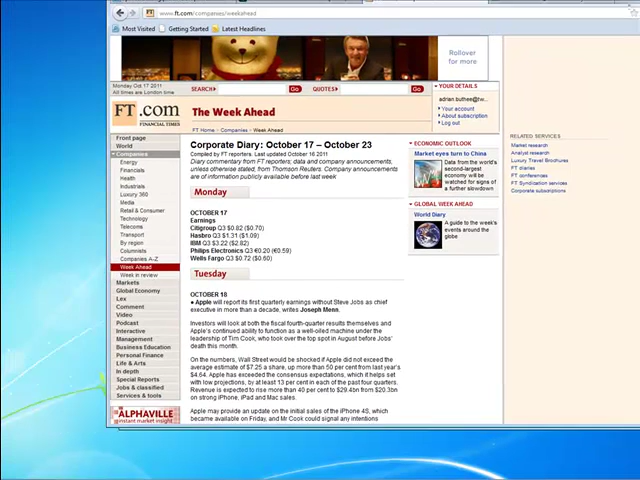 www.ft.com/companies/weekahead
Most Visited Getting Started Latest Headlines
Rollover
for more
Monday Oct 17 2011
All times are London time
SEARCH Go QUOTES Go
YOUR DETAILS
FT.com
FINANCIAL TIMES
The Week Ahead
FT Home > Companies > Week Ahead
Your account
About subscription
Log out
Front page
World
Companies
Energy
Financials
Health
Industrials
Luxury 360
Media
Retail & Consumer
Technology
Telecoms
Transport
By region
Columnists
Companies A-Z
Week Ahead
Week in review
Markets
Global Economy
Lex
Comment
Video
Podcast
Interactive
Management
Business Education
Personal Finance
Life & Arts
In depth
Special Reports
Jobs & classified
Services & tools
ALPHAVILLE
instant market insight
Corporate Diary: October 17 – October 23
Compiled by FT reporters. Last updated October 16 2011
Diary commentary from FT reporters; data and company announcements,
unless otherwise stated, from Thomson Reuters. Company announcements
are of information publicly available before last week
Monday
OCTOBER 17
Earnings
Citigroup Q3 $0.82 ($0.70)
Hasbro Q3 $1.31 ($1.09)
IBM Q3 $3.22 ($2.82)
Philips Electronics Q3 €0.20 (€0.59)
Wells Fargo Q3 $0.72 ($0.60)
Tuesday
OCTOBER 18
● Apple will report its first quarterly earnings without Steve Jobs as chief
executive in more than a decade, writes Joseph Menn.
Investors will look at both the fiscal fourth-quarter results themselves and
Apple's continued ability to function as a well-oiled machine under the
leadership of Tim Cook, who took over the top spot in August before Jobs'
death this month.
On the numbers, Wall Street would be shocked if Apple did not exceed the
average estimate of $7.25 a share, up more than 50 per cent from last year's
$4.64. Apple has exceeded the consensus expectations, which it helps set
with low projections, by at least 13 per cent in each of the past four quarters.
Revenue is expected to rise more than 40 per cent to $29.4bn from $20.3bn
on strong iPhone, iPad and Mac sales.
Apple may provide an update on the initial sales of the iPhone 4S, which
became available on Friday, and Mr Cook could signal any intentions
ECONOMIC OUTLOOK
Market eyes turn to China
Data from the world's
second-largest
economy will be
watched for signs of
a further slowdown
GLOBAL WEEK AHEAD
World Diary
A guide to the week's
events around the
globe
RELATED SERVICES
Market research
Analyst research
Luxury Travel Brochures
FT diaries
FT conferences
FT Syndication services
Corporate subscriptions